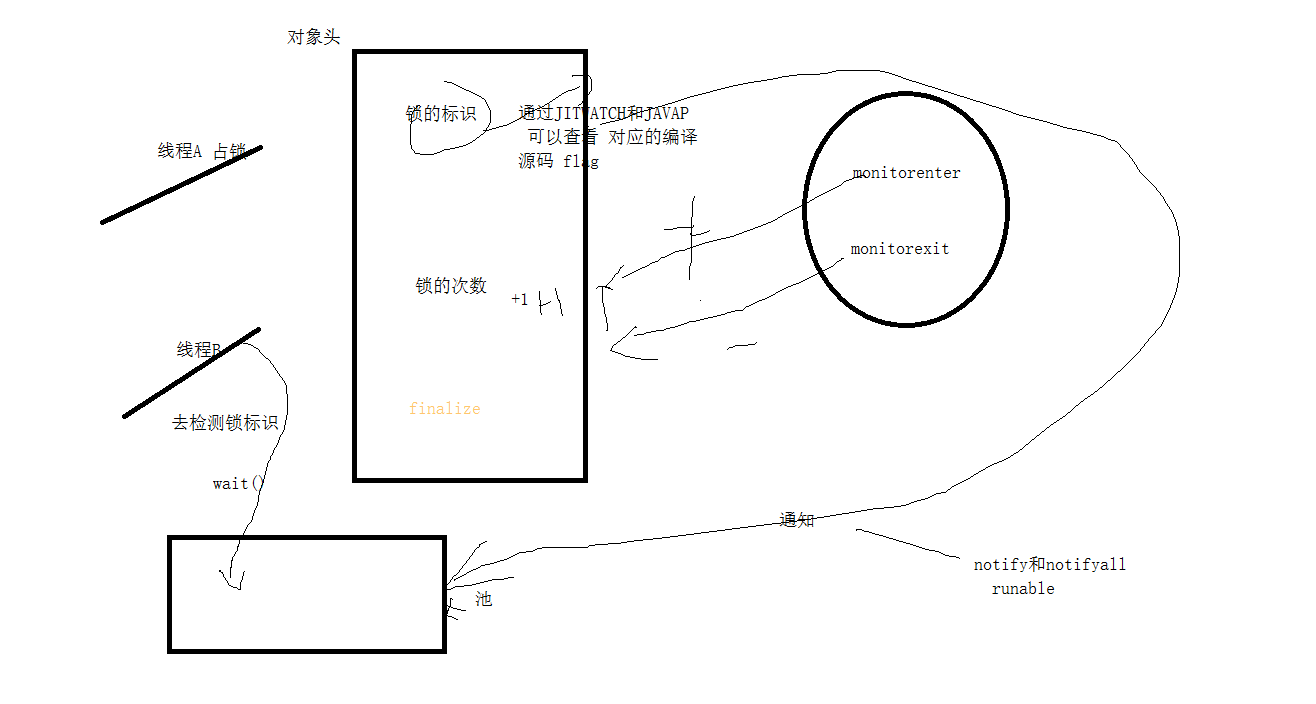 对象头
锁的标识
通过JITWATCH和JAVAP
可以查看 对应的编译
源码 flag
线程A 占锁
monitorenter
monitorexit
锁的次数
+1 +1
线程B
去检测锁标识
wait()
finalize
通知
notify和notifyall
runable
池